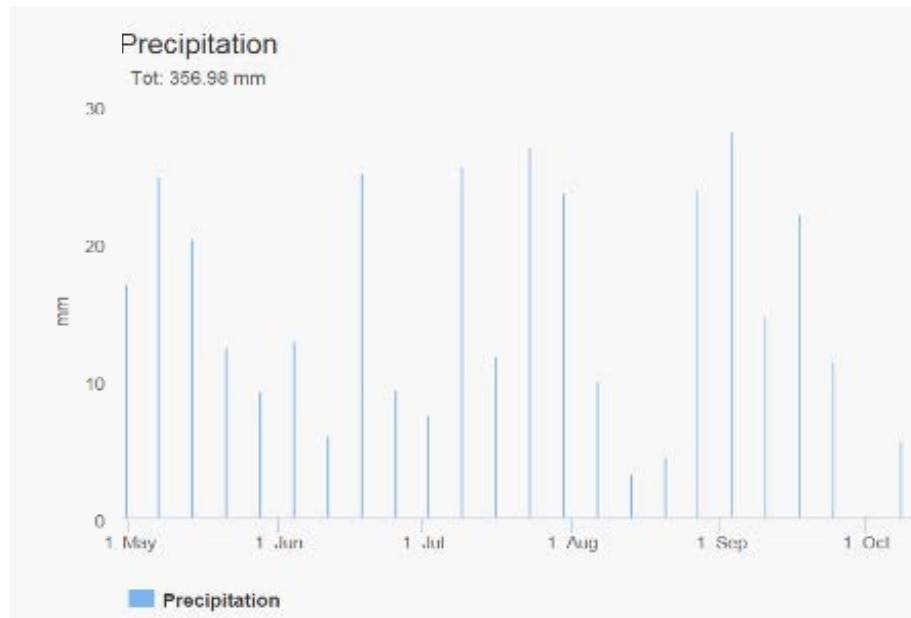 Precipitation
Tot: 356.98 mm
30
20
10
0
mm
1 May
1 Jun
1 Jul
1 Aug
1 Sep
1 Oct
Precipitation